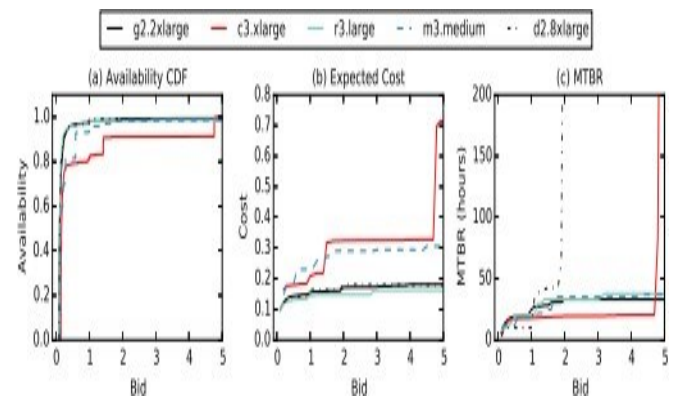 g2.2xlarge c3.xlarge r3.large m3.medium d2.8xlarge
(a) Availability CDF (b) Expected Cost (c) MTBR
Availability
1.0
0.8
0.6
0.4
0.2
0.0
0 1 2 3 4 5
Bid
Cost
0.8
0.7
0.6
0.5
0.4
0.3
0.2
0.1
0.0
0 1 2 3 4 5
Bid
MTBR (hours)
200
150
100
50
0
0 1 2 3 4 5
Bid